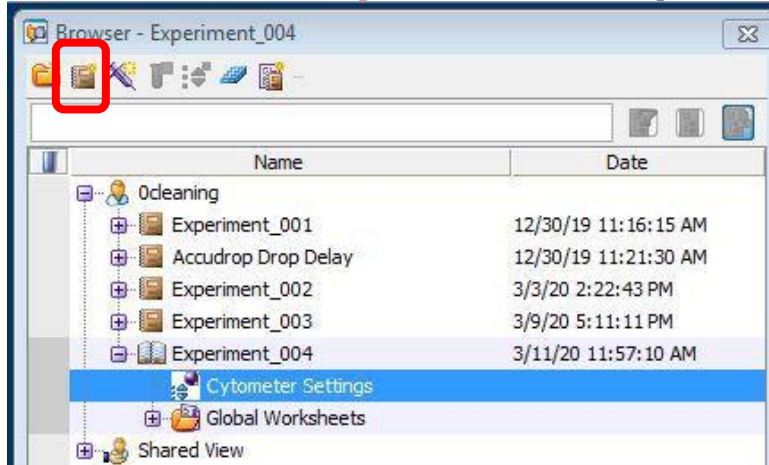 Browser - Experiment_004
Name Date
0cleaning
Experiment_001 12/30/19 11:16:15 AM
Accudrop Drop Delay 12/30/19 11:21:30 AM
Experiment_002 3/3/20 2:22:43 PM
Experiment_003 3/9/20 5:11:11 PM
Experiment_004 3/11/20 11:57:10 AM
Cytometer Settings
Global Worksheets
Shared View